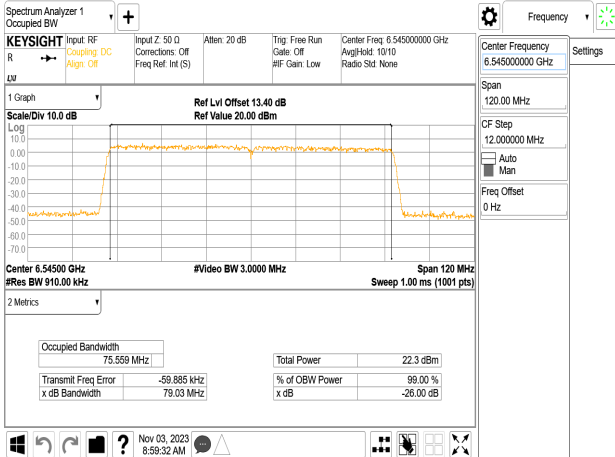 Spectrum Analyzer 1
Occupied BW
Frequency
KEYSIGHT
R
LXI
Input: RF
Coupling: DC
Align: Off
Input Z: 50 Ω
Corrections: Off
Freq Ref: Int (S)
Atten: 20 dB
Trig: Free Run
Gate: Off
#IF Gain: Low
Center Freq: 6.545000000 GHz
Avg|Hold: 10/10
Radio Std: None
Center Frequency
6.545000000 GHz
Settings
Span
120.00 MHz
CF Step
12.000000 MHz
Auto
Man
Freq Offset
0 Hz
1 Graph
Scale/Div 10.0 dB
Ref Lvl Offset 13.40 dB
Ref Value 20.00 dBm
Log
10.0
0.00
-10.0
-20.0
-30.0
-40.0
-50.0
-60.0
-70.0
Center 6.54500 GHz
#Res BW 910.00 kHz
#Video BW 3.0000 MHz
Span 120 MHz
Sweep 1.00 ms (1001 pts)
2 Metrics
Occupied Bandwidth
75.559 MHz
Total Power 22.3 dBm
Transmit Freq Error -59.885 kHz
% of OBW Power 99.00 %
x dB Bandwidth 79.03 MHz
x dB -26.00 dB
?
Nov 03, 2023
8:59:32 AM